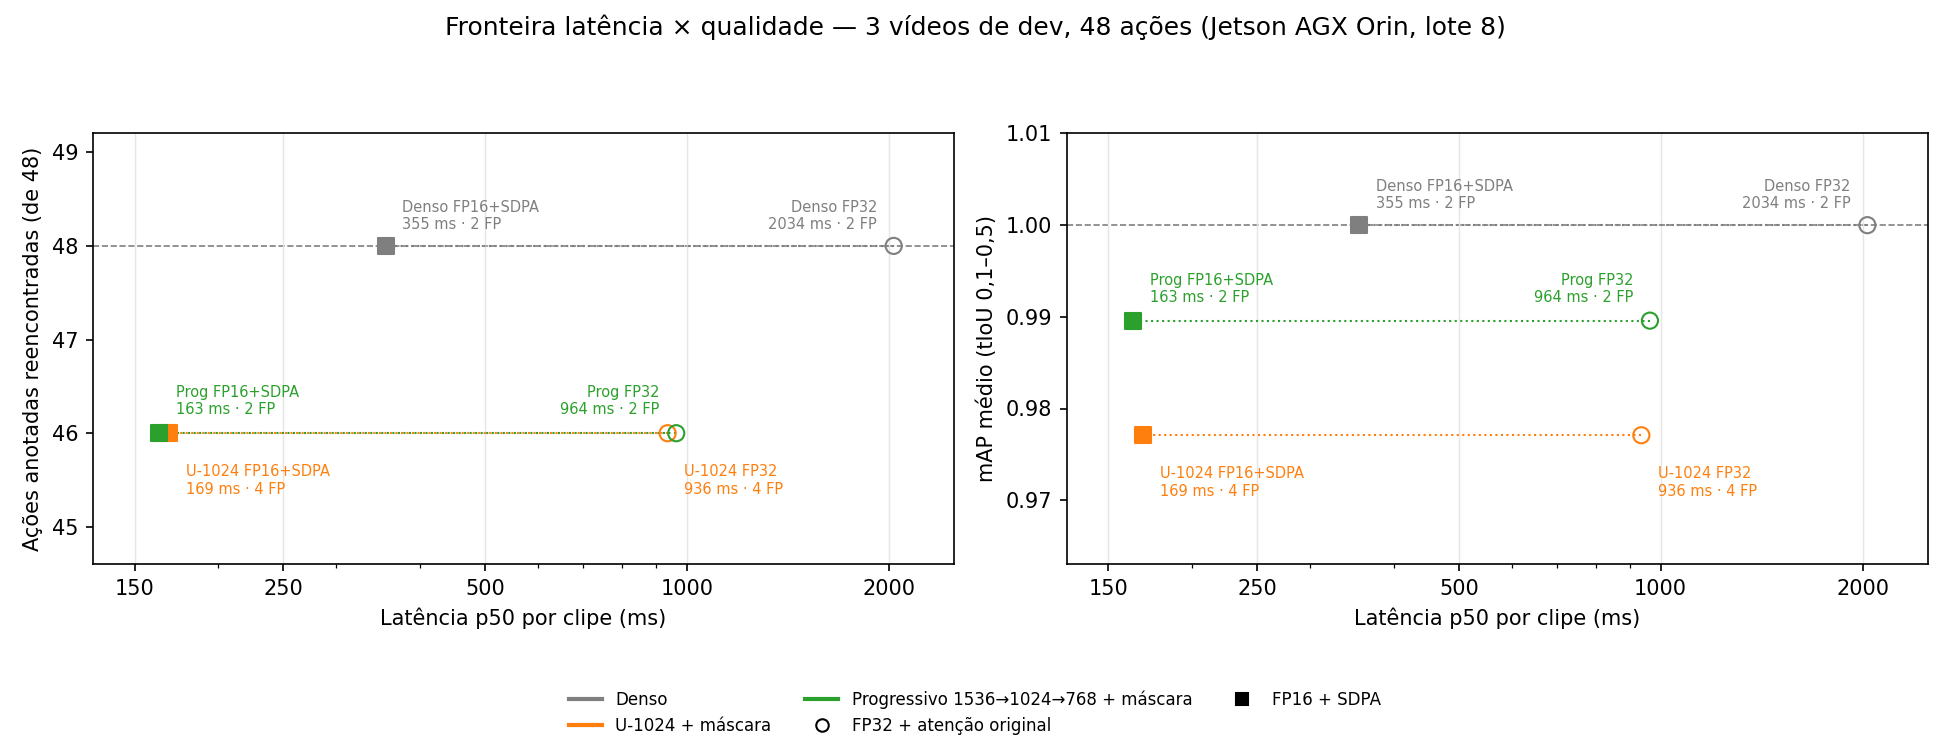 Fronteira latência × qualidade — 3 vídeos de dev, 48 ações (Jetson AGX Orin, lote 8)
Ações anotadas reencontradas (de 48)
49
48
47
46
45
Denso FP16+SDPA
355 ms · 2 FP
Denso FP32
2034 ms · 2 FP
Prog FP16+SDPA
163 ms · 2 FP
Prog FP32
964 ms · 2 FP
U-1024 FP16+SDPA
169 ms · 4 FP
U-1024 FP32
936 ms · 4 FP
150
250
500
1000
2000
Latência p50 por clipe (ms)
mAP médio (tIoU 0,1–0,5)
1.01
1.00
0.99
0.98
0.97
Denso FP16+SDPA
355 ms · 2 FP
Denso FP32
2034 ms · 2 FP
Prog FP16+SDPA
163 ms · 2 FP
Prog FP32
964 ms · 2 FP
U-1024 FP16+SDPA
169 ms · 4 FP
U-1024 FP32
936 ms · 4 FP
150
250
500
1000
2000
Latência p50 por clipe (ms)
Denso
U-1024 + máscara
Progressivo 1536→1024→768 + máscara
FP32 + atenção original
FP16 + SDPA